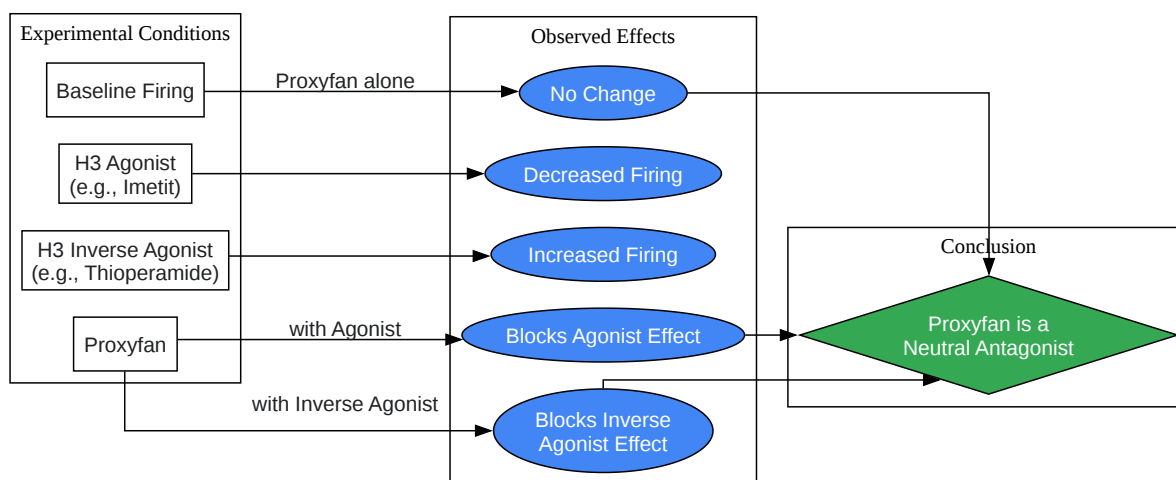 Experimental Conditions
Observed Effects
Baseline Firing
Proxyfan alone
No Change
H3 Agonist
(e.g., Imetit)
Decreased Firing
H3 Inverse Agonist
(e.g., Thioperamide)
Increased Firing
Conclusion
Proxyfan
with Agonist
Blocks Agonist Effect
Proxyfan is a
Neutral Antagonist
with Inverse Agonist
Blocks Inverse
Agonist Effect